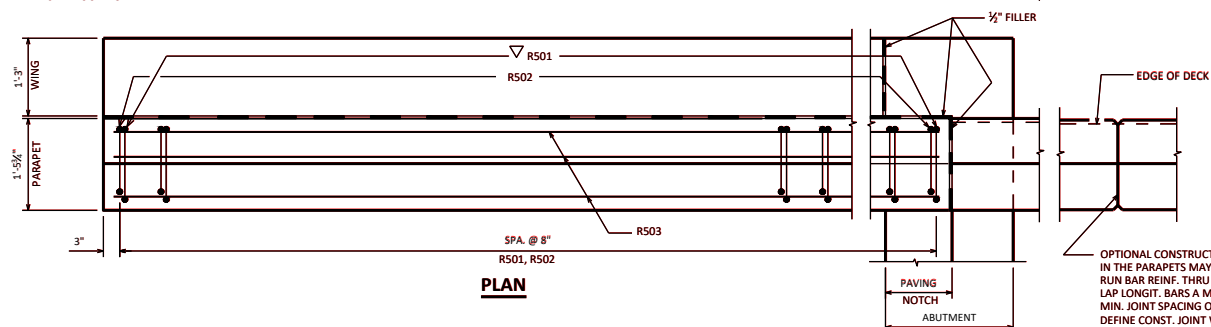 ½" FILLER
R501
R502
EDGE OF DECK
1'-3"
WING
1'-5¾"
PARAPET
R503
3"
SPA. @ 8"
R501, R502
PLAN
PAVING
NOTCH
ABUTMENT
OPTIONAL CONSTRUCT
IN THE PARAPETS MAY
RUN BAR REINF. THRU
LAP LONGIT. BARS A M
MIN. JOINT SPACING O
DEFINE CONST. JOINT